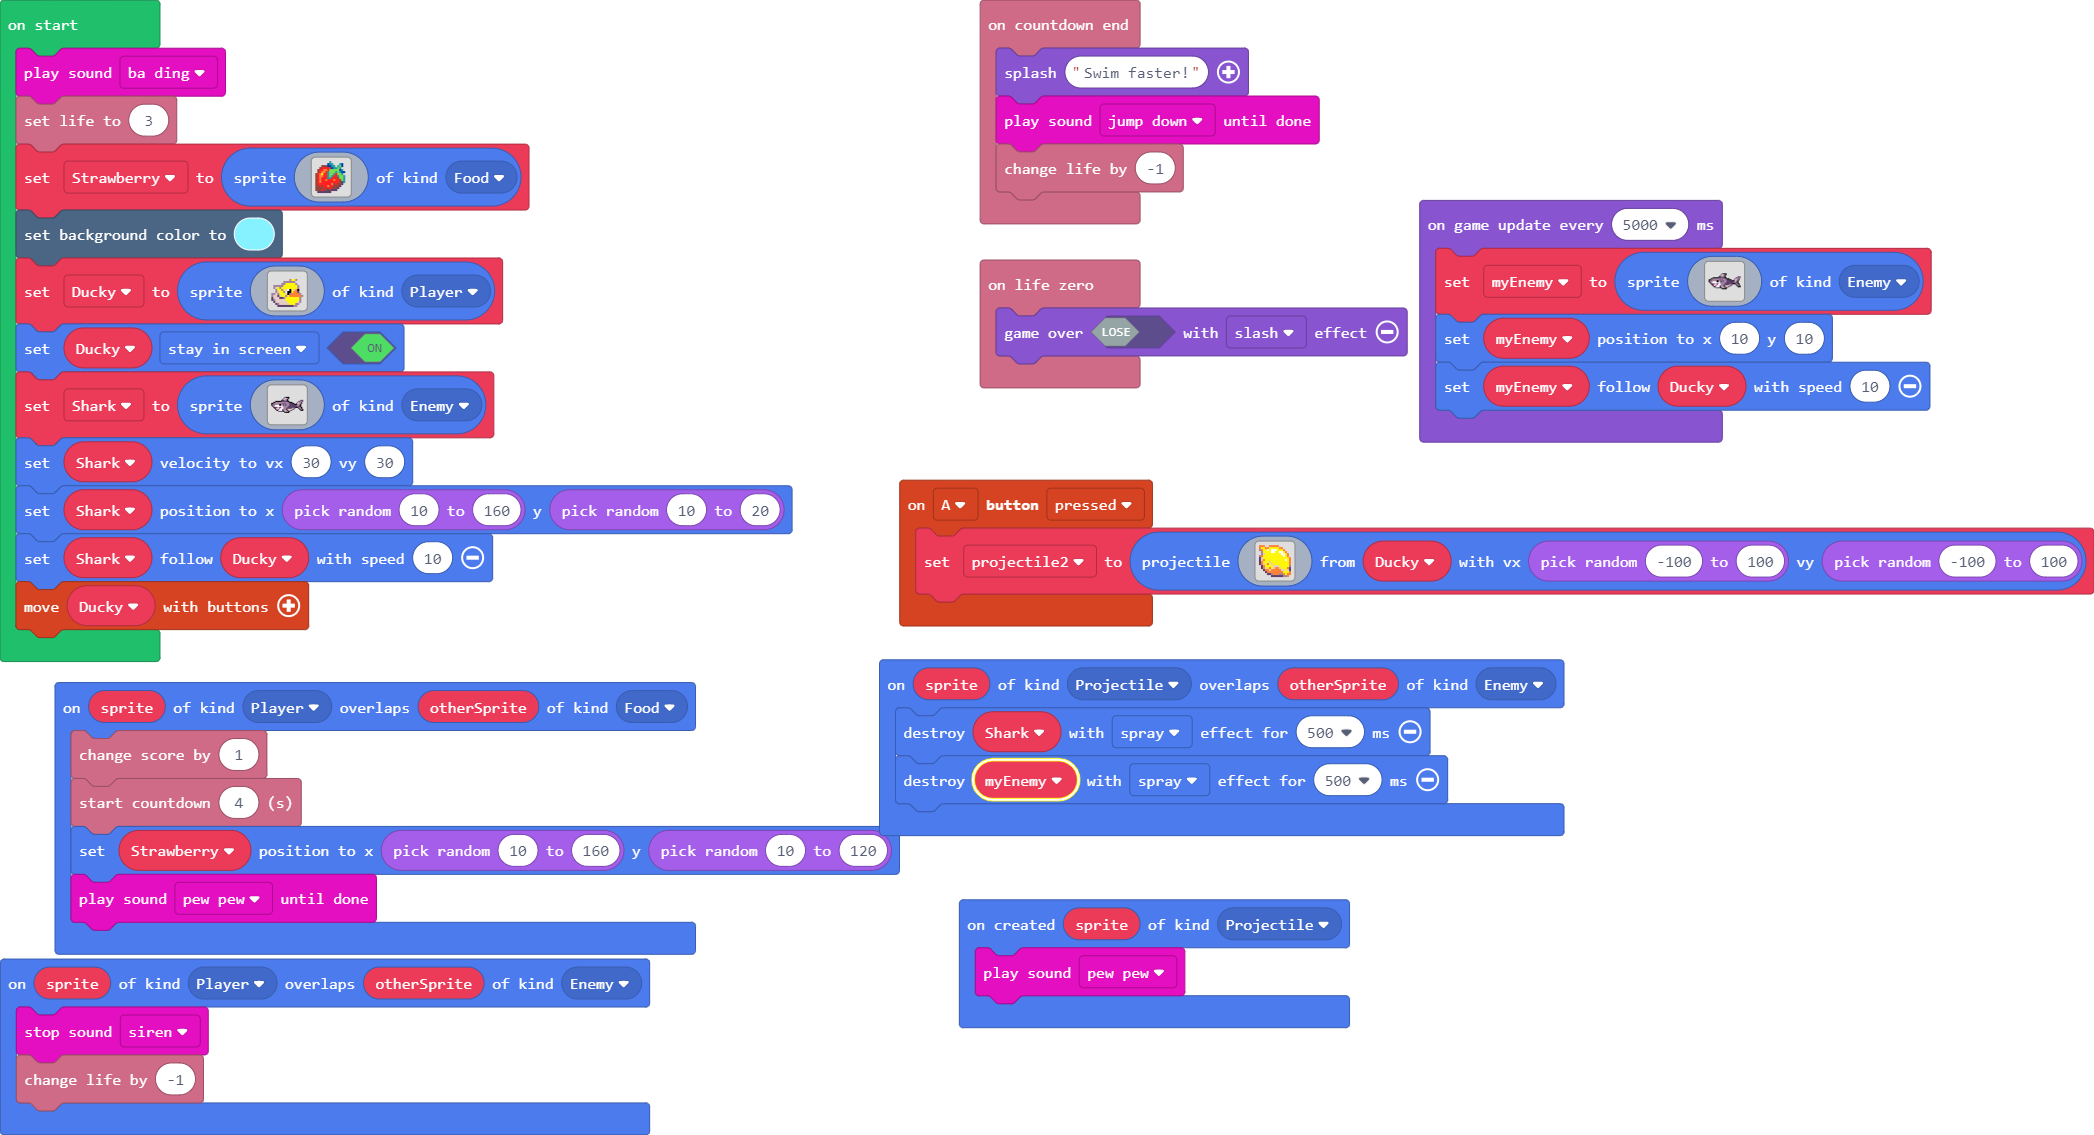 on start
play sound ba ding
set life to 3
set Strawberry to sprite of kind Food
set background color to
set Ducky to sprite of kind Player
set Ducky stay in screen ON
set Shark to sprite of kind Enemy
set Shark velocity to vx 30 vy 30
set Shark position to x pick random 10 to 160 y pick random 10 to 20
set Shark follow Ducky with speed 10
move Ducky with buttons
on sprite of kind Player overlaps otherSprite of kind Food
change score by 1
start countdown 4 (s)
set Strawberry position to x pick random 10 to 160 y pick random 10 to 120
play sound pew pew until done
on sprite of kind Player overlaps otherSprite of kind Enemy
stop sound siren
change life by -1
on countdown end
splash "Swim faster!"
play sound jump down until done
change life by -1
on life zero
game over LOSE with slash effect
on game update every 5000 ms
set myEnemy to sprite of kind Enemy
set myEnemy position to x 10 y 10
set myEnemy follow Ducky with speed 10
on A button pressed
set projectile2 to projectile from Ducky with vx pick random -100 to 100 vy pick random -100 to 100
on sprite of kind Projectile overlaps otherSprite of kind Enemy
destroy Shark with spray effect for 500 ms
destroy myEnemy with spray effect for 500 ms
on created sprite of kind Projectile
play sound pew pew